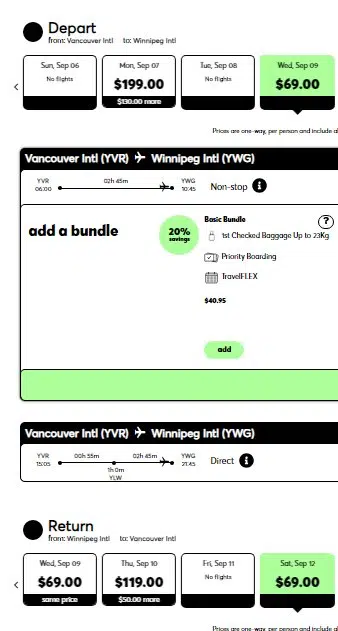 Depart
from: Vancouver Intl to: Winnipeg Intl
Sun, Sep 06 Mon, Sep 07 Tue, Sep 08 Wed, Sep 09
No flights $199.00 No flights $69.00
$130.00 more
Prices are one-way, per person and include al
Vancouver Intl (YVR) Winnipeg Intl (YWG)
YVR 02h 45m YWG
06:00 10:45 Non-stop i
add a bundle
20%
savings
Basic Bundle
?
1st Checked Baggage Up to 23Kg
Priority Boarding
TravelFLEX
$40.95
add
Vancouver Intl (YVR) Winnipeg Intl (YWG)
YVR 00h 55m 02h 45m YWG
15:05 21:45 Direct i
1h 0m
YLW
Return
from: Winnipeg Intl to: Vancouver Intl
Wed, Sep 09 Thu, Sep 10 Fri, Sep 11 Sat, Sep 12
$69.00 $119.00 No flights $69.00
same price $50.00 more
Prices are one-way, per person and include al